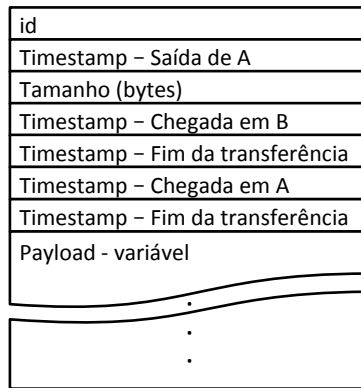 id
Timestamp – Saída de A
Tamanho (bytes)
Timestamp – Chegada em B
Timestamp – Fim da transferência
Timestamp – Chegada em A
Timestamp – Fim da transferência
Payload - variável
.
.
.